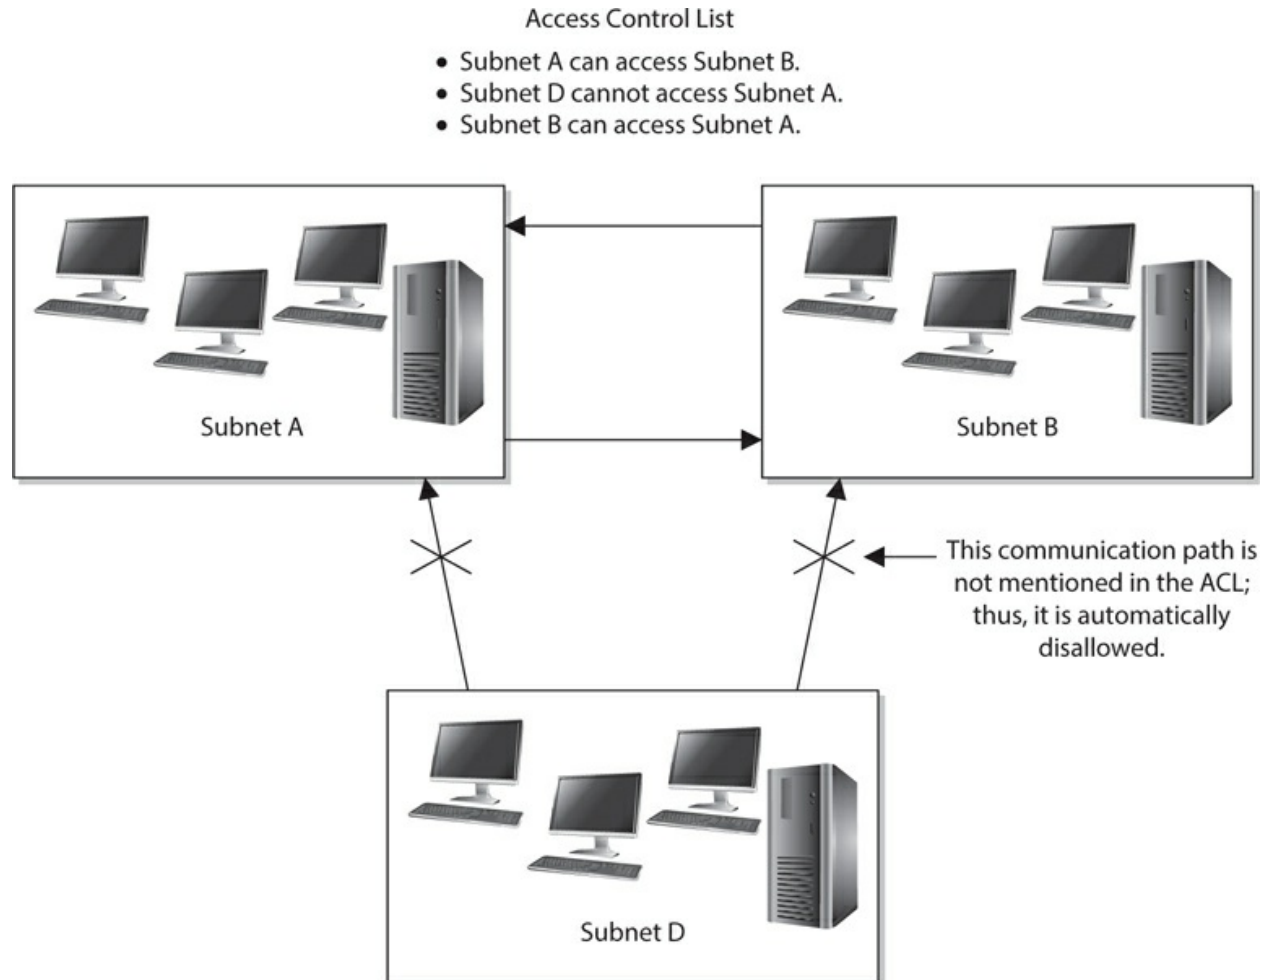 Access Control List
• Subnet A can access Subnet B.
• Subnet D cannot access Subnet A.
• Subnet B can access Subnet A.
Subnet A
Subnet B
This communication path is
not mentioned in the ACL;
thus, it is automatically
disallowed.
Subnet D